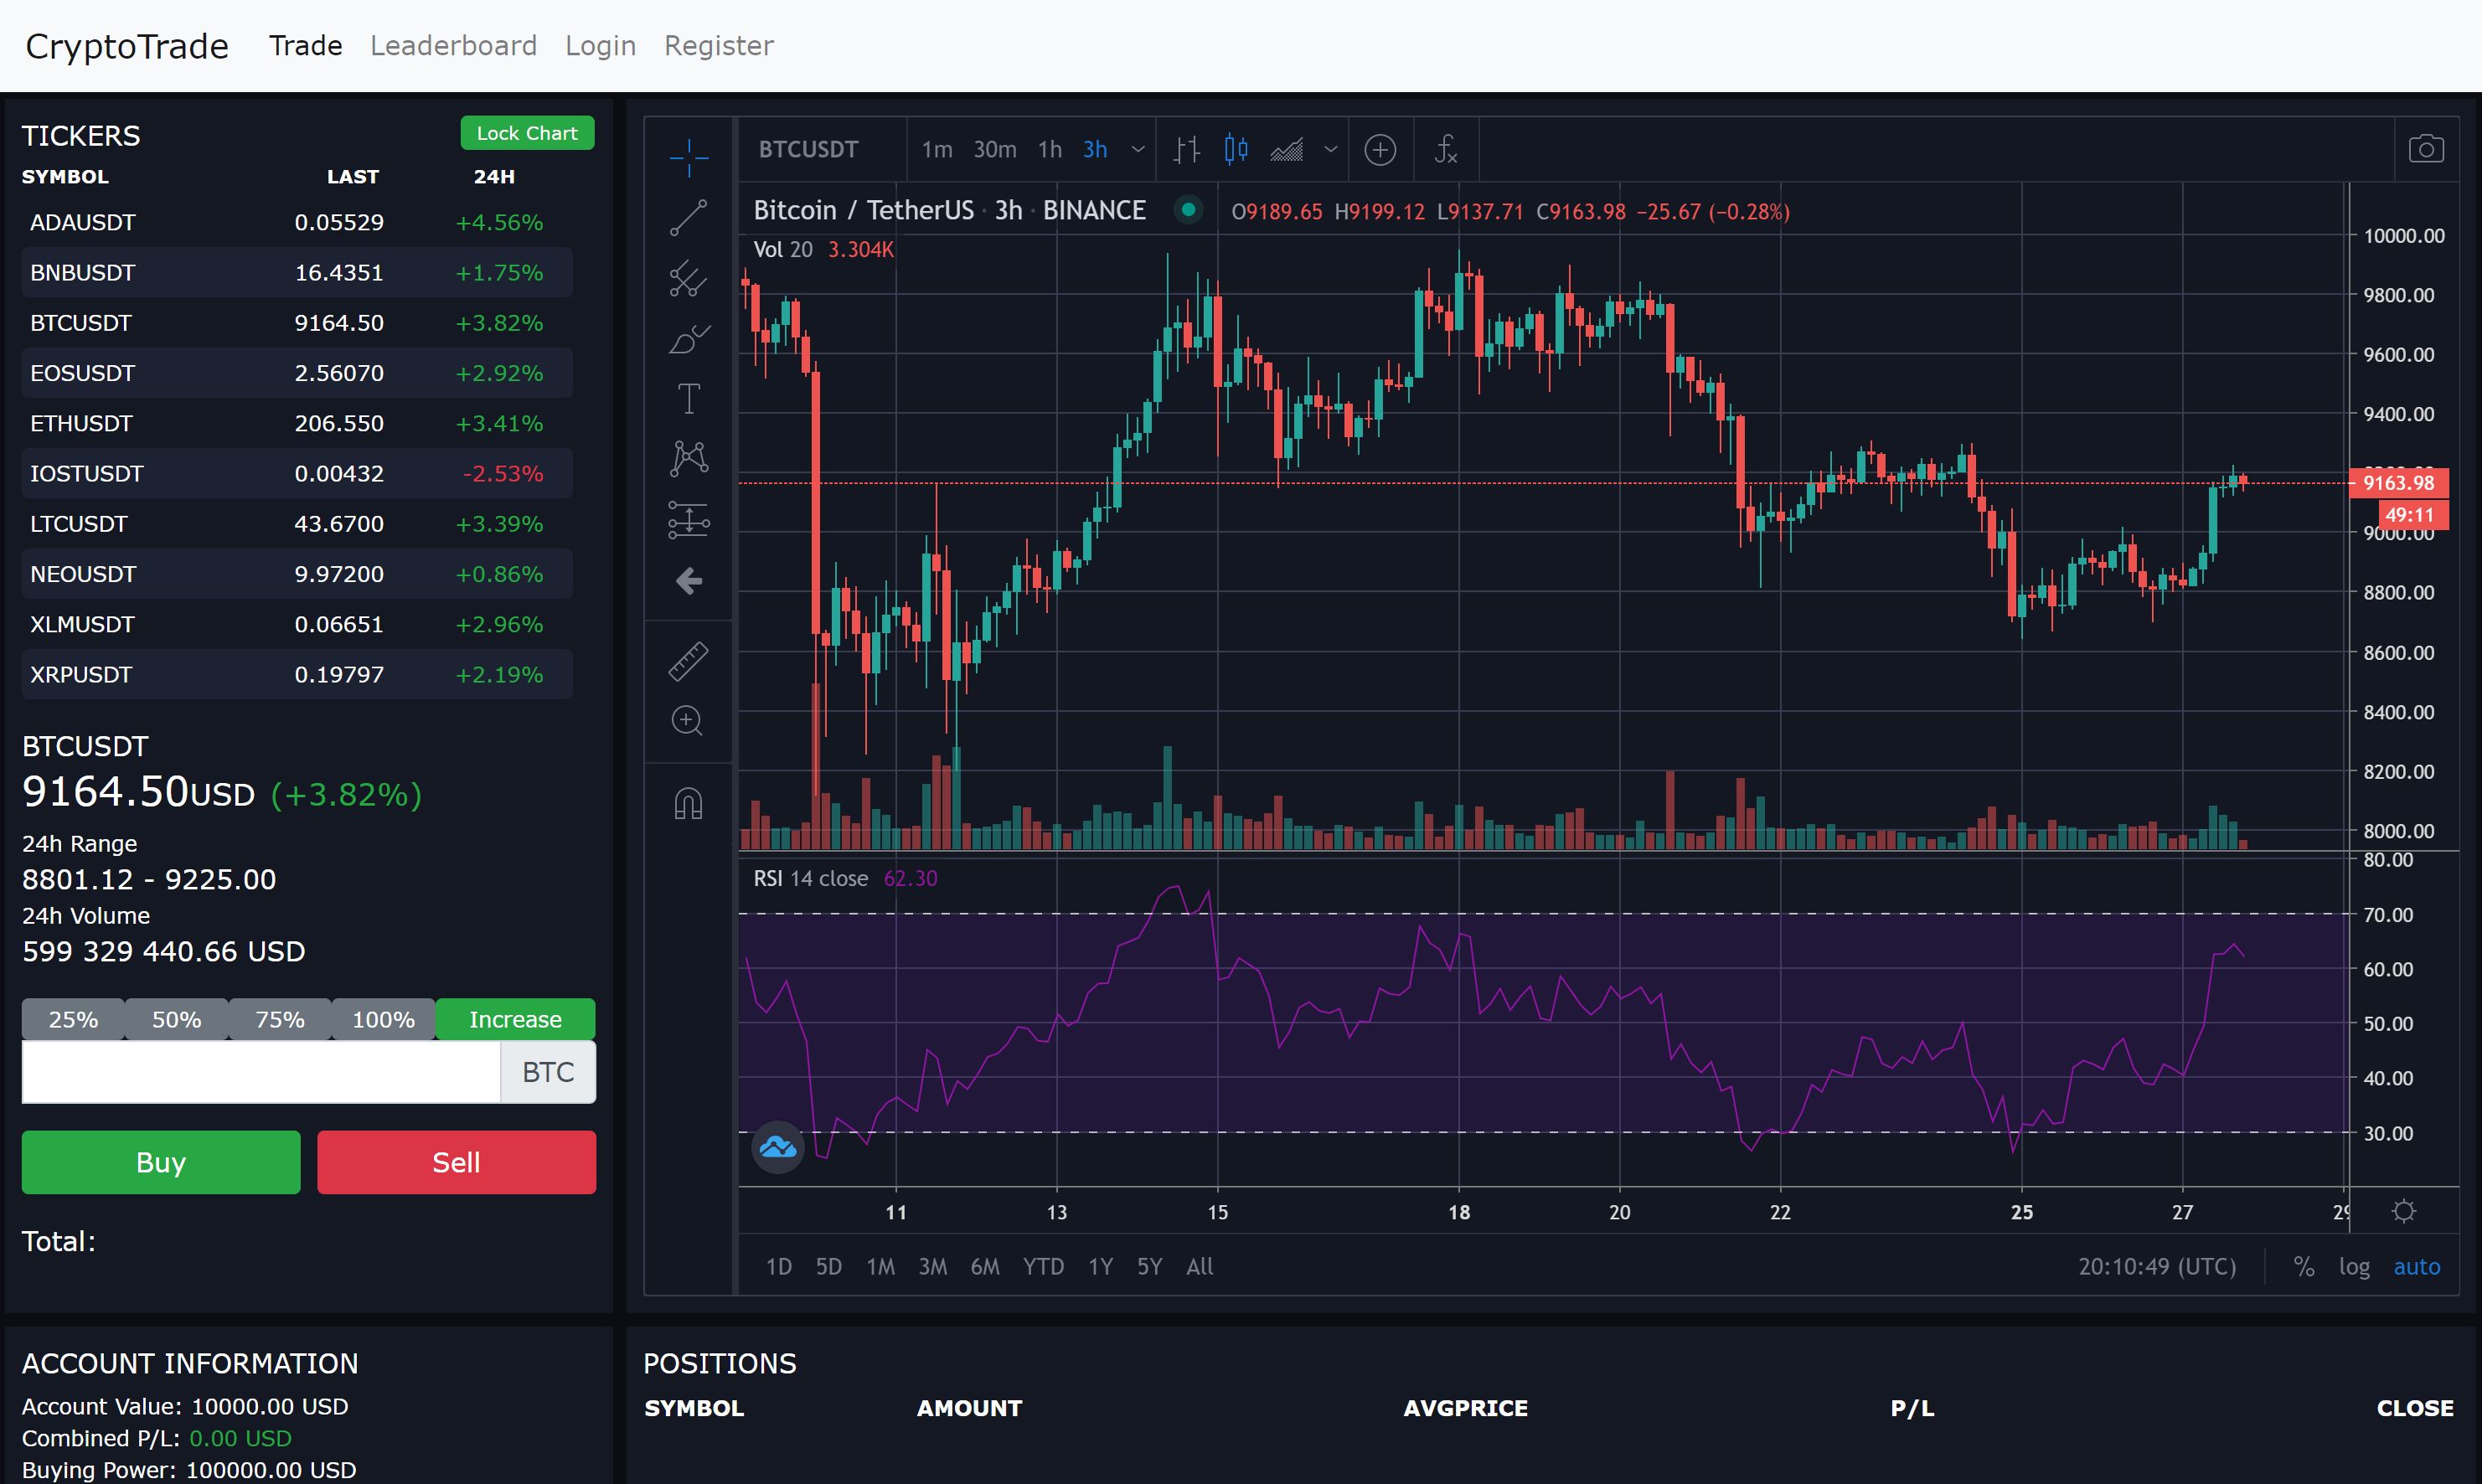 CryptoTrade Trade Leaderboard Login Register
TICKERS Lock Chart
SYMBOL LAST 24H
ADAUSDT 0.05529 +4.56%
BNBUSDT 16.4351 +1.75%
BTCUSDT 9164.50 +3.82%
EOSUSDT 2.56070 +2.92%
ETHUSDT 206.550 +3.41%
IOSTUSDT 0.00432 -2.53%
LTCUSDT 43.6700 +3.39%
NEOUSDT 9.97200 +0.86%
XLMUSDT 0.06651 +2.96%
XRPUSDT 0.19797 +2.19%
BTCUSDT
9164.50USD (+3.82%)
24h Range
8801.12 - 9225.00
24h Volume
599 329 440.66 USD
25% 50% 75% 100% Increase
BTC
Buy Sell
Total:
BTCUSDT 1m 30m 1h 3h
Bitcoin / TetherUS · 3h · BINANCE O9189.65 H9199.12 L9137.71 C9163.98 −25.67 (−0.28%)
Vol 20 3.304K
10000.00
9800.00
9600.00
9400.00
9163.98
49:11
9000.00
8800.00
8600.00
8400.00
8200.00
8000.00
RSI 14 close 62.30
80.00
70.00
60.00
50.00
40.00
30.00
11 13 15 18 20 22 25 27
1D 5D 1M 3M 6M YTD 1Y 5Y All 20:10:49 (UTC) % log auto
ACCOUNT INFORMATION
Account Value: 10000.00 USD
Combined P/L: 0.00 USD
Buying Power: 100000.00 USD
POSITIONS
SYMBOL AMOUNT AVGPRICE P/L CLOSE